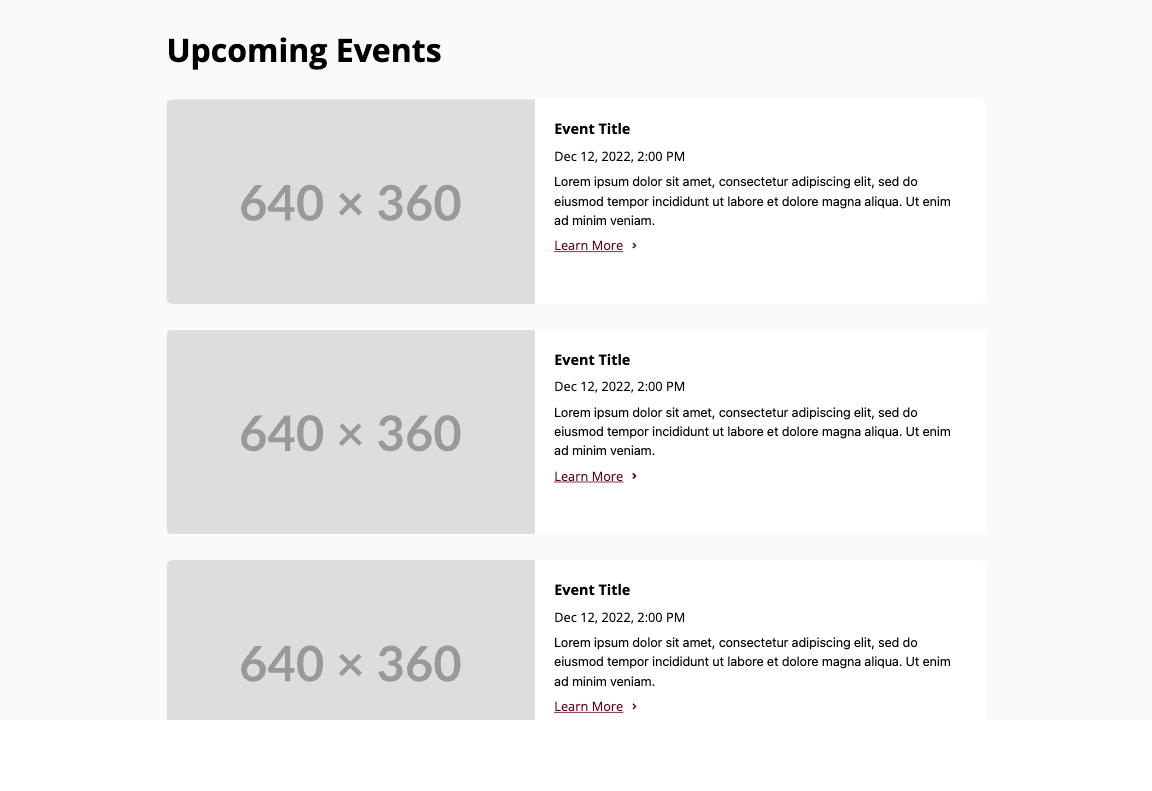 Upcoming Events
640 × 360
Event Title
Dec 12, 2022, 2:00 PM
Lorem ipsum dolor sit amet, consectetur adipiscing elit, sed do
eiusmod tempor incididunt ut labore et dolore magna aliqua. Ut enim
ad minim veniam.
Learn More ›
640 × 360
Event Title
Dec 12, 2022, 2:00 PM
Lorem ipsum dolor sit amet, consectetur adipiscing elit, sed do
eiusmod tempor incididunt ut labore et dolore magna aliqua. Ut enim
ad minim veniam.
Learn More ›
640 × 360
Event Title
Dec 12, 2022, 2:00 PM
Lorem ipsum dolor sit amet, consectetur adipiscing elit, sed do
eiusmod tempor incididunt ut labore et dolore magna aliqua. Ut enim
ad minim veniam.
Learn More ›